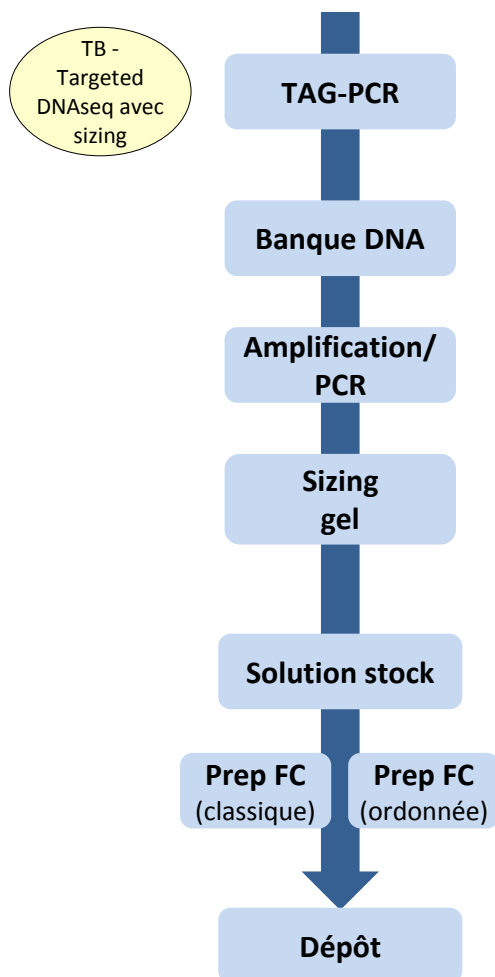 TB -
Targeted
DNAseq avec
sizing
TAG-PCR
Banque DNA
Amplification/
PCR
Sizing
gel
Solution stock
Prep FC
(classique)
Prep FC
(ordonnée)
Dépôt